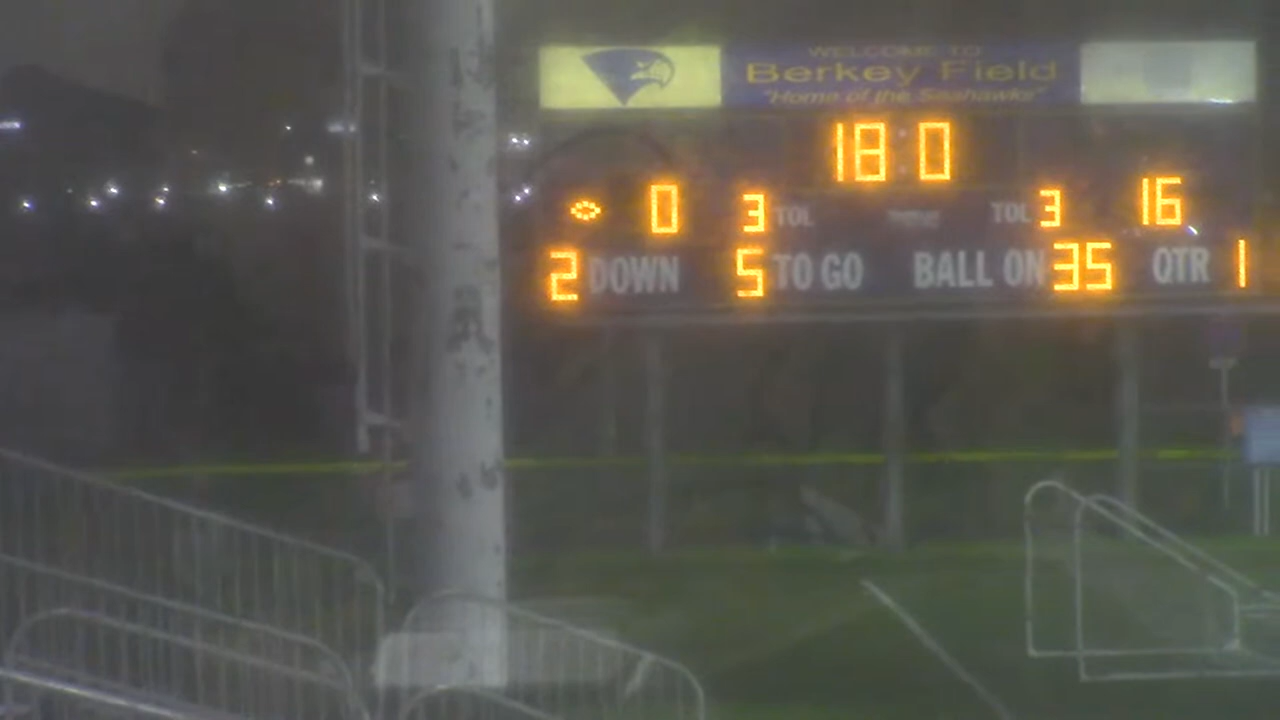 WELCOME TO
Berkey Field
"Home of the Seahawks"
18:0
0 3 TOL TOL 3 16
2 DOWN 5 TO GO BALL ON 35 QTR 1